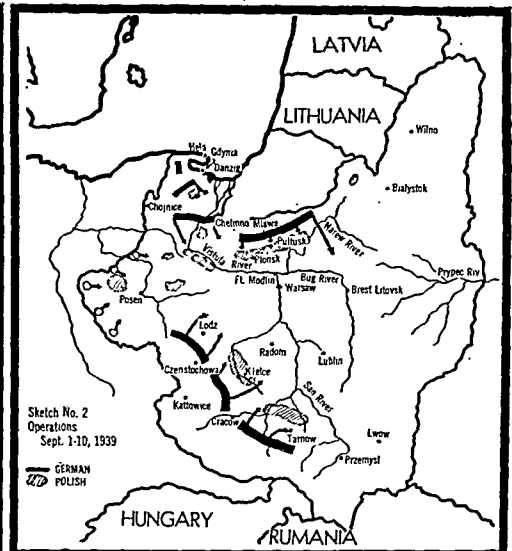 LATVIA
LITHUANIA
Wilno
Hela
Gdynia
Danzig
Bialystok
Chojnice
Chelmno
Mlawa
Pultusk
Narew River
Plonsk
Vistula
River
Ft. Modlin
Bug River
Prypec Riv
Posen
Warsaw
Brest Litovsk
Lodz
Radom
Lublin
Czenstochowa
Kielce
San River
Kattowice
Sketch No. 2
Operations
Sept. 1-10, 1939
Cracow
Tarnow
Lwow
Przemysl
GERMAN
POLISH
HUNGARY
RUMANIA